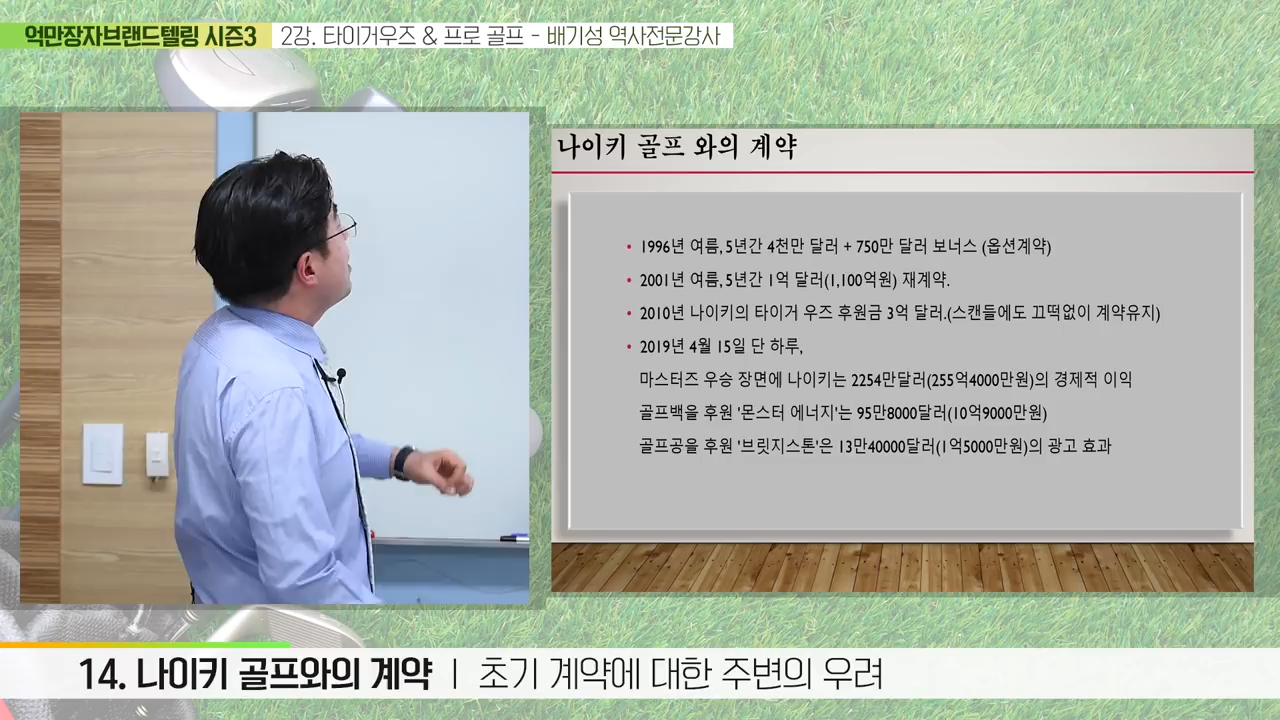 억만장자브랜드텔링 시즌3 2강. 타이거우즈 & 프로 골프 - 배기성 역사전문강사
나이키 골프 와의 계약
• 1996년 여름, 5년간 4천만 달러 + 750만 달러 보너스 (옵션계약)
• 2001년 여름, 5년간 1억 달러(1,100억원) 재계약.
• 2010년 나이키의 타이거 우즈 후원금 3억 달러.(스캔들에도 끄떡없이 계약유지)
• 2019년 4월 15일 단 하루,
마스터즈 우승 장면에 나이키는 2254만달러(255억4000만원)의 경제적 이익
골프백을 후원 '몬스터 에너지'는 95만8000달러(10억9000만원)
골프공을 후원 '브릿지스톤'은 13만40000달러(1억5000만원)의 광고 효과
14. 나이키 골프와의 계약 ㅣ 초기 계약에 대한 주변의 우려